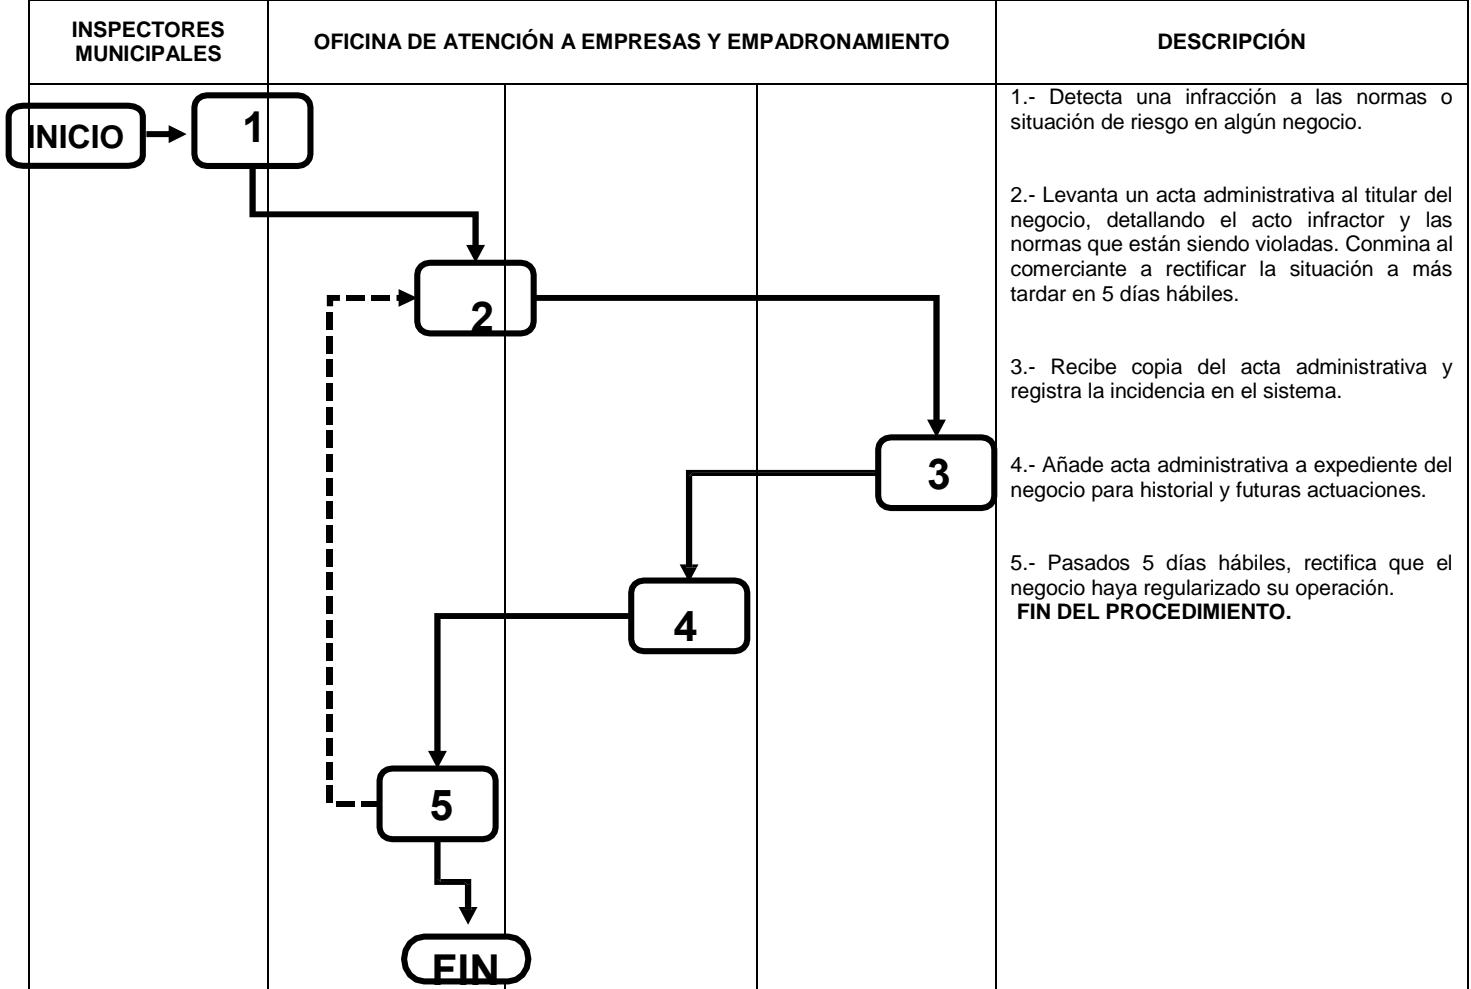 INSPECTORES
MUNICIPALES
OFICINA DE ATENCIÓN A EMPRESAS Y EMPADRONAMIENTO
DESCRIPCIÓN
INICIO
1
2
3
4
5
FIN
1.- Detecta una infracción a las normas o
situación de riesgo en algún negocio.
2.- Levanta un acta administrativa al titular del
negocio, detallando el acto infractor y las
normas que están siendo violadas. Conmina al
comerciante a rectificar la situación a más
tardar en 5 días hábiles.
3.- Recibe copia del acta administrativa y
registra la incidencia en el sistema.
4.- Añade acta administrativa a expediente del
negocio para historial y futuras actuaciones.
5.- Pasados 5 días hábiles, rectifica que el
negocio haya regularizado su operación.
FIN DEL PROCEDIMIENTO.